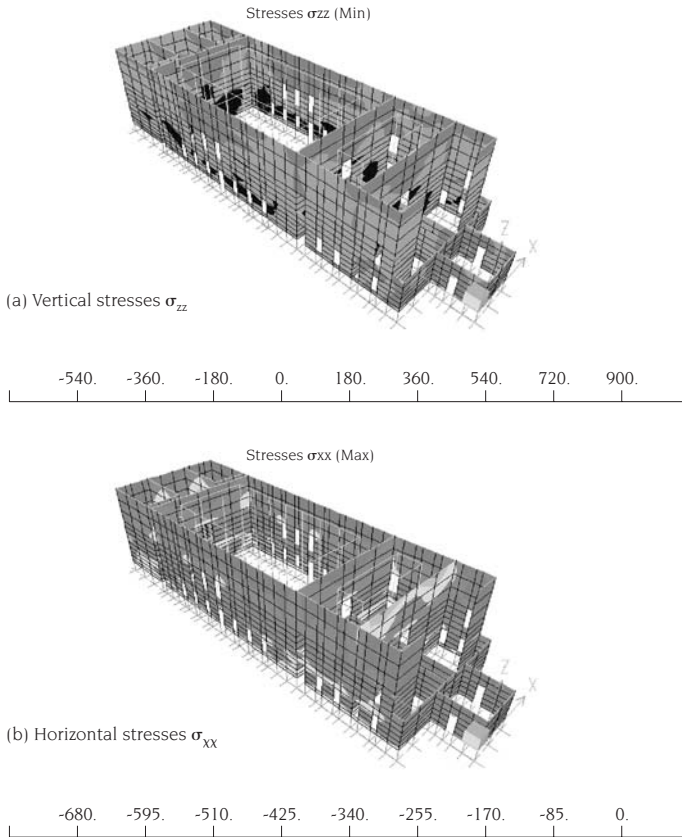 Stresses σzz (Min)
Z
X
(a) Vertical stresses σzz
-540. -360. -180. 0. 180. 360. 540. 720. 900.
Stresses σxx (Max)
Z
X
(b) Horizontal stresses σxx
-680. -595. -510. -425. -340. -255. -170. -85. 0.